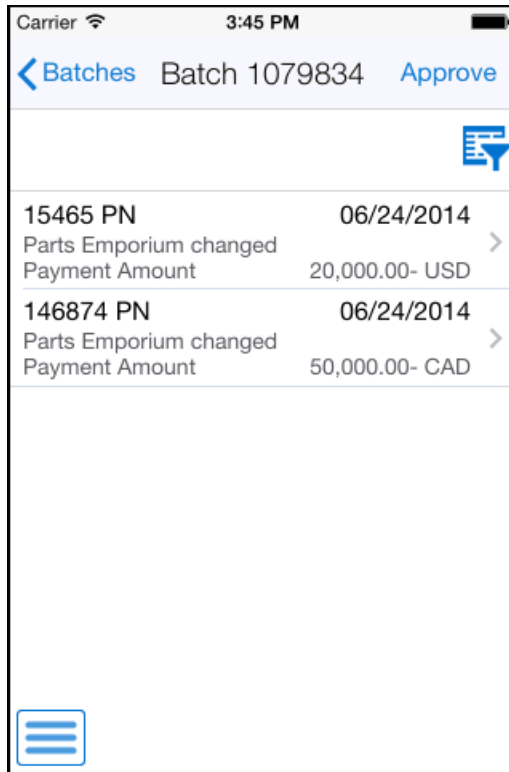 Carrier 3:45 PM
Batches Batch 1079834 Approve
15465 PN 06/24/2014
Parts Emporium changed
Payment Amount 20,000.00- USD
146874 PN 06/24/2014
Parts Emporium changed
Payment Amount 50,000.00- CAD